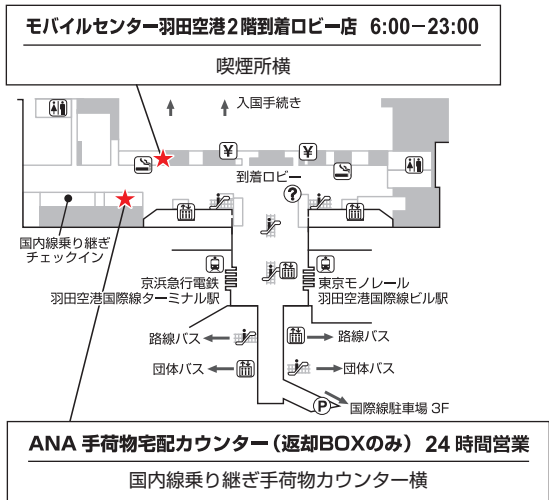 モバイルセンター羽田空港2階到着ロビー店 6:00−23:00
喫煙所横
入国手続き
¥
¥
到着ロビー
?
国内線乗り継ぎ
チェックイン
京浜急行電鉄
羽田空港国際線ターミナル駅
東京モノレール
羽田空港国際線ビル駅
路線バス
路線バス
団体バス
団体バス
P
国際線駐車場 3F
ANA 手荷物宅配カウンター（返却BOXのみ） 24 時間営業
国内線乗り継ぎ手荷物カウンター横